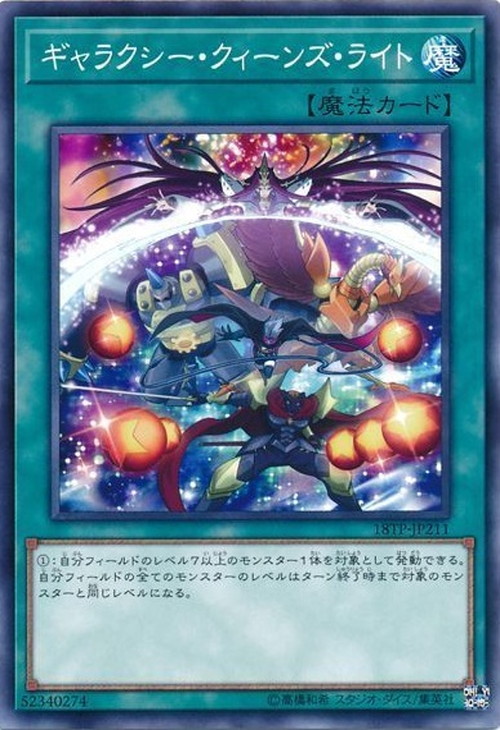 ギャラクシー・クィーンズ・ライト 魔
【魔法カード】
18TP-JP211
①:自分フィールドのレベル7以上のモンスター1体を対象として発動できる。
自分フィールドの全てのモンスターのレベルはターン終了時まで対象のモン
スターと同じレベルになる。
52340274 ©高橋和希 スタジオ・ダイス/集英社